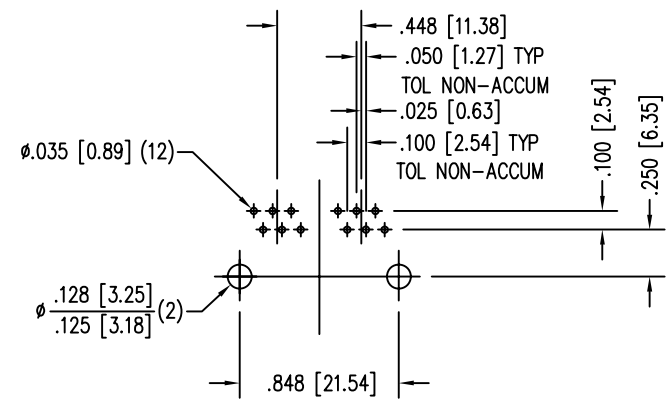 .448 [11.38]
.050 [1.27] TYP
TOL NON-ACCUM
.025 [0.63]
.100 [2.54] TYP
TOL NON-ACCUM
.100 [2.54]
.250 [6.35]
ø.035 [0.89] (12)
ø .128 [3.25]
.125 [3.18] (2)
.848 [21.54]